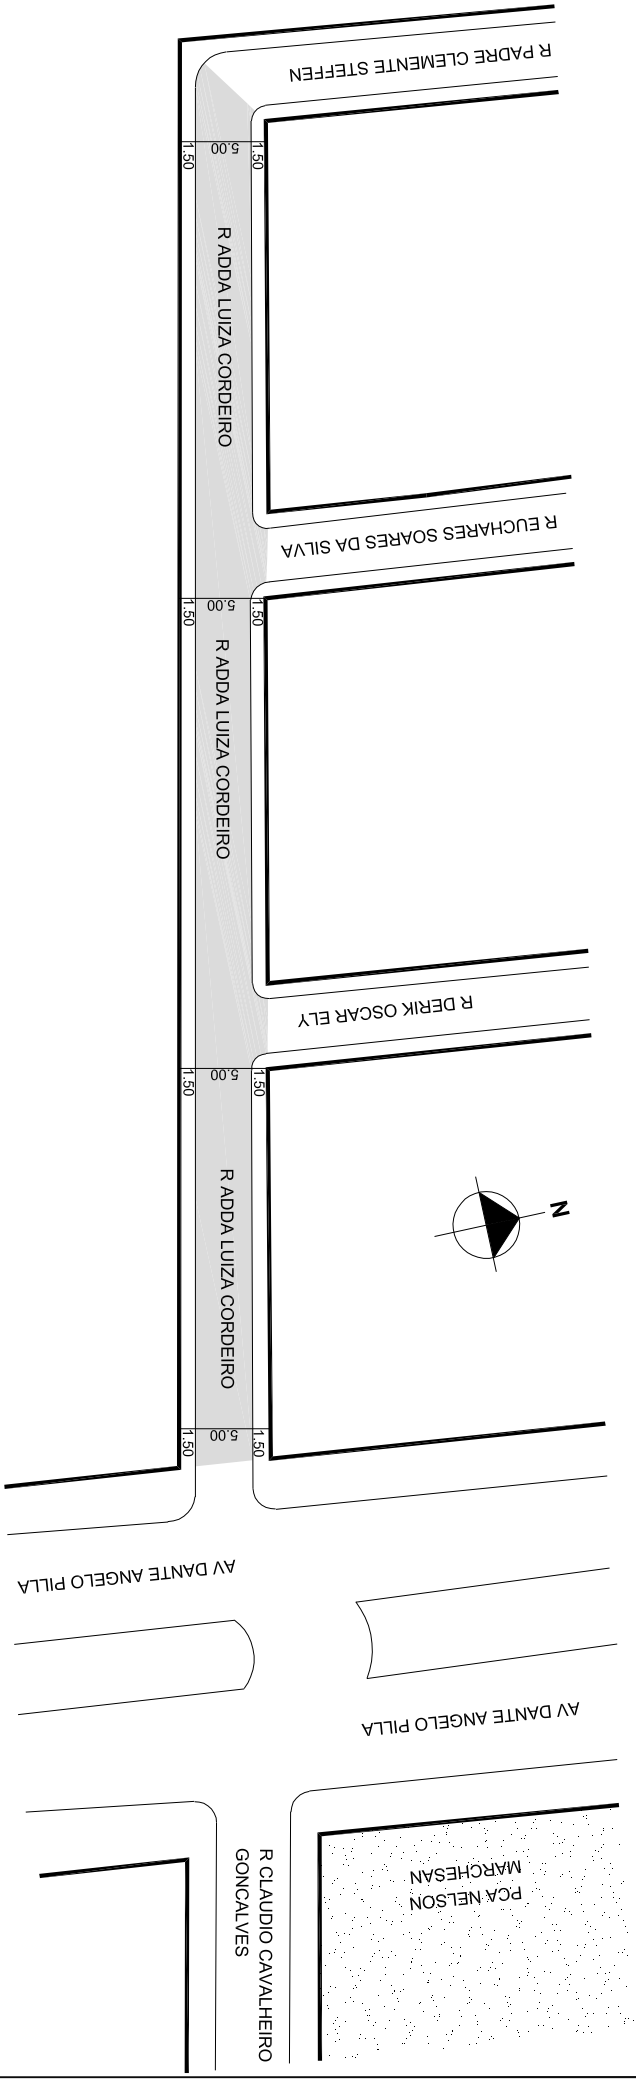 R PADRE CLEMENTE STEFFEN
1.50
5.00
1.50
R ADDA LUIZA CORDEIRO
R EUCHARES SOARES DA SILVA
1.50
5.00
1.50
R ADDA LUIZA CORDEIRO
R DERIK OSCAR ELY
1.50
5.00
1.50
R ADDA LUIZA CORDEIRO
N
1.50
5.00
1.50
AV DANTE ANGELO PILLA
AV DANTE ANGELO PILLA
R CLAUDIO CAVALHEIRO
GONCALVES
PCA NELSON
MARCHESAN